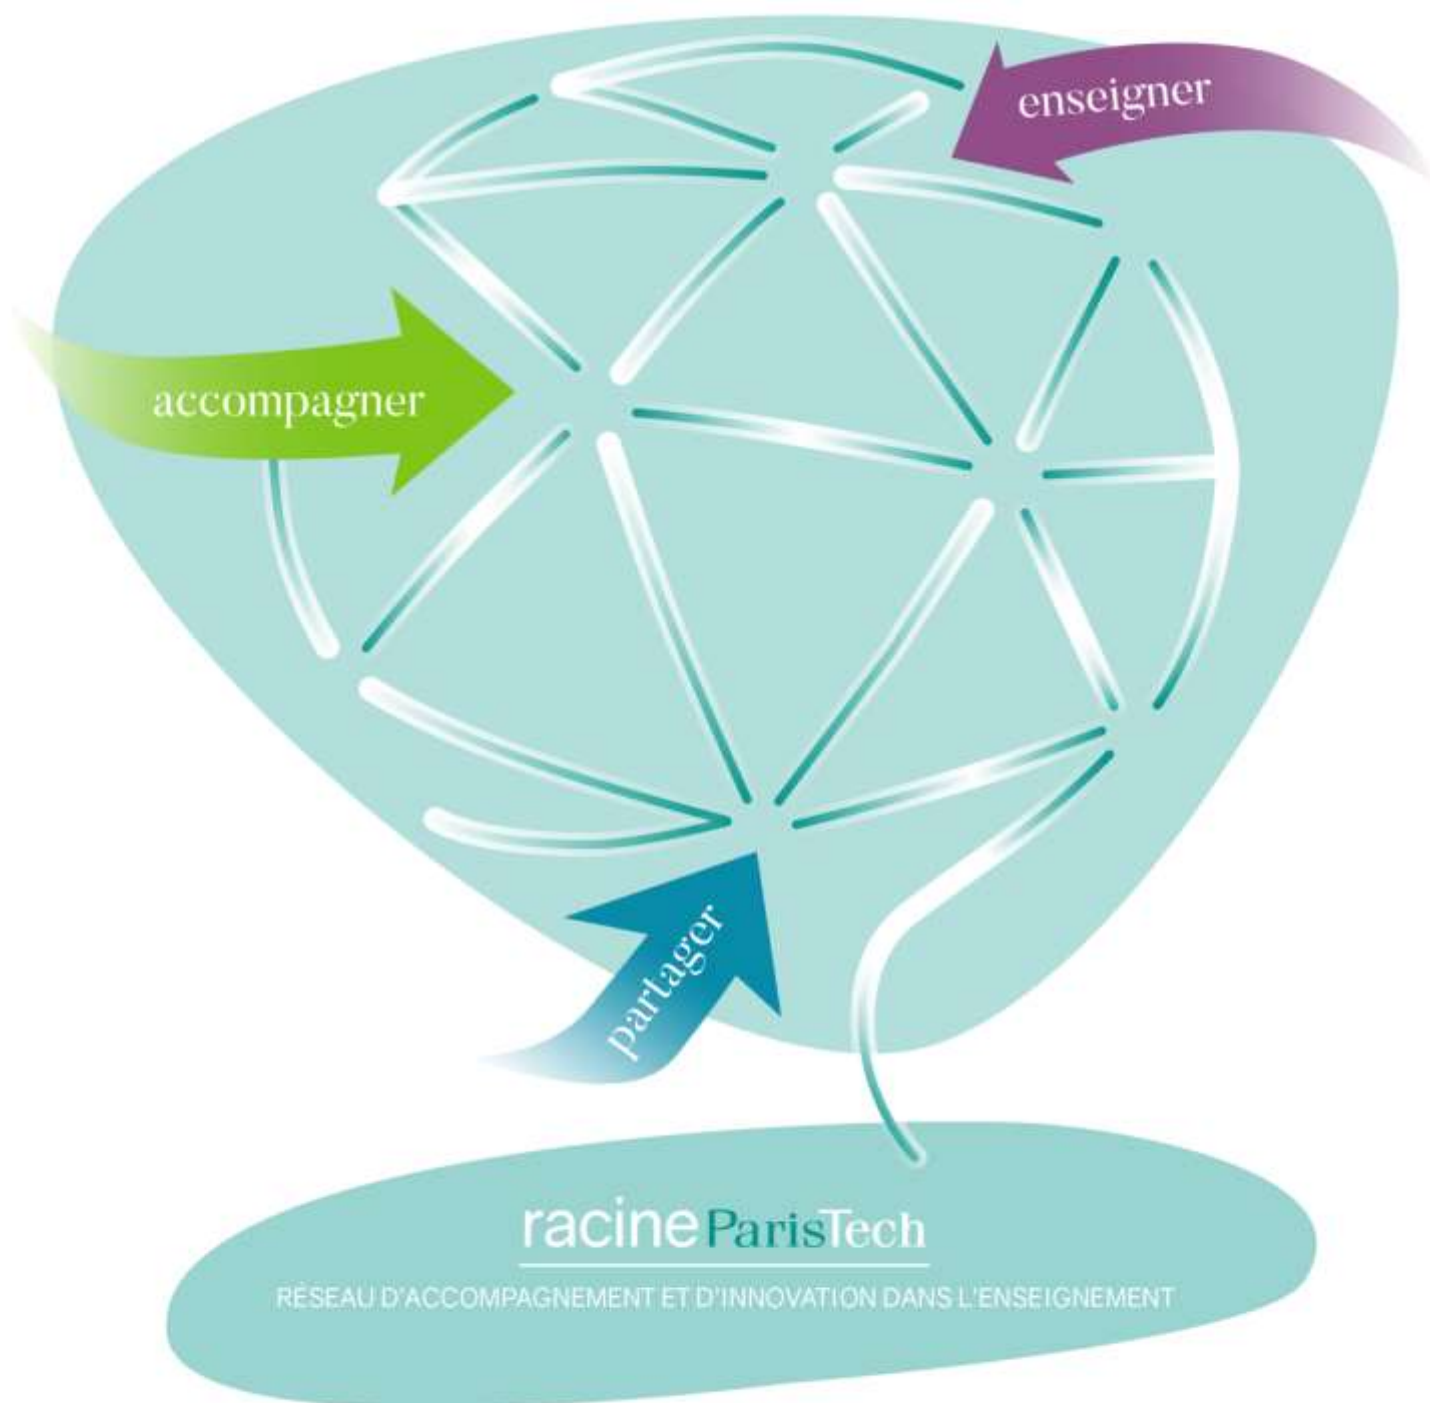 enseigner
accompagner
partager
racine ParisTech
RÉSEAU D'ACCOMPAGNEMENT ET D'INNOVATION DANS L'ENSEIGNEMENT